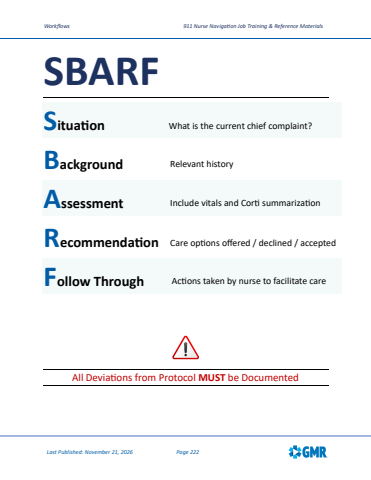 Workflows 911 Nurse Navigation Job Training & Reference Materials
SBARF
Situation What is the current chief complaint?
Background Relevant history
Assessment Include vitals and Corti summarization
Recommendation Care options offered / declined / accepted
Follow Through Actions taken by nurse to facilitate care
!
All Deviations from Protocol MUST be Documented
Last Published: November 21, 2026 Page 222 GMR